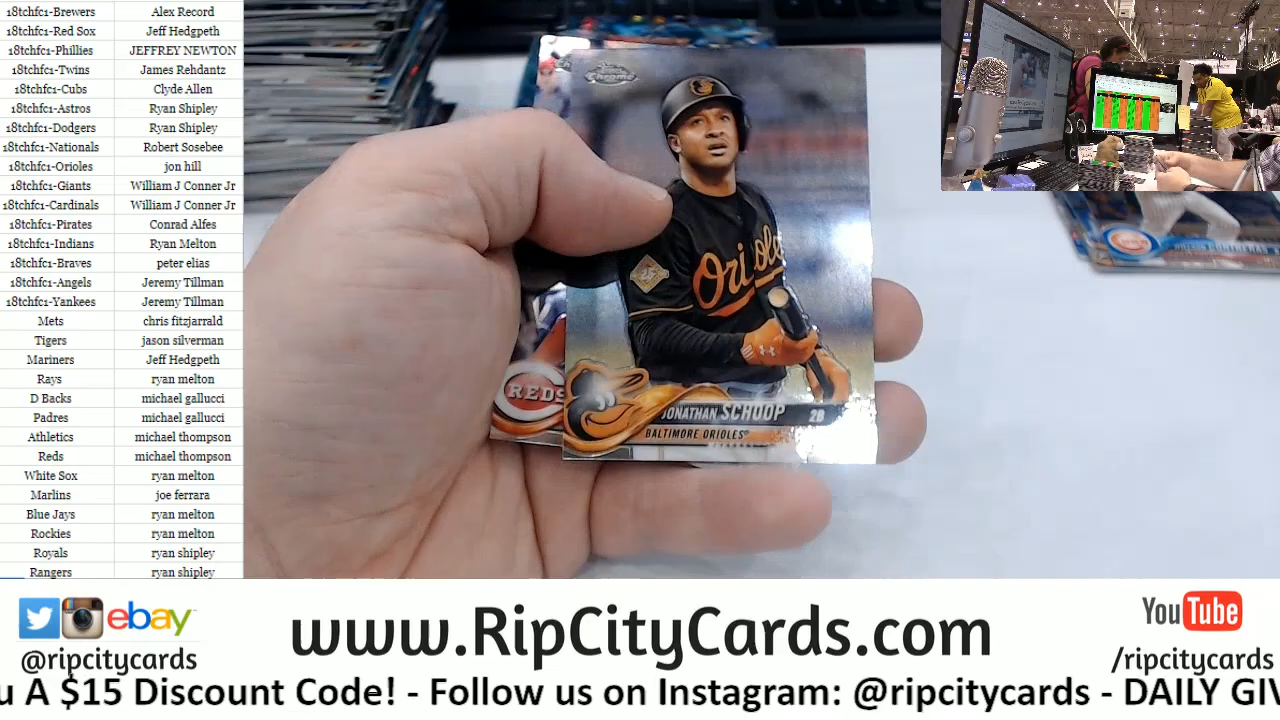 18tchfc1-Brewers Alex Record
18tchfc1-Red Sox Jeff Hedgpeth
18tchfc1-Phillies JEFFREY NEWTON
18tchfc1-Twins James Rehdantz
18tchfc1-Cubs Clyde Allen
18tchfc1-Astros Ryan Shipley
18tchfc1-Dodgers Ryan Shipley
18tchfc1-Nationals Robert Sosebee
18tchfc1-Orioles jon hill
18tchfc1-Giants William J Conner Jr
18tchfc1-Cardinals William J Conner Jr
18tchfc1-Pirates Conrad Alfes
18tchfc1-Indians Ryan Melton
18tchfc1-Braves peter elias
18tchfc1-Angels Jeremy Tillman
18tchfc1-Yankees Jeremy Tillman
Mets chris fitzjarrald
Tigers jason silverman
Mariners Jeff Hedgpeth
Rays ryan melton
D Backs michael gallucci
Padres michael gallucci
Athletics michael thompson
Reds michael thompson
White Sox ryan melton
Marlins joe ferrara
Blue Jays ryan melton
Rockies ryan melton
Royals ryan shipley
Rangers ryan shipley
Chrome
Orioles
REDS
JONATHAN SCHOOP 2B
BALTIMORE ORIOLES
CONTRERAS
ebay
@ripcitycards
www.RipCityCards.com
YouTube
/ripcitycards
u A $15 Discount Code! - Follow us on Instagram: @ripcitycards - DAILY GIV